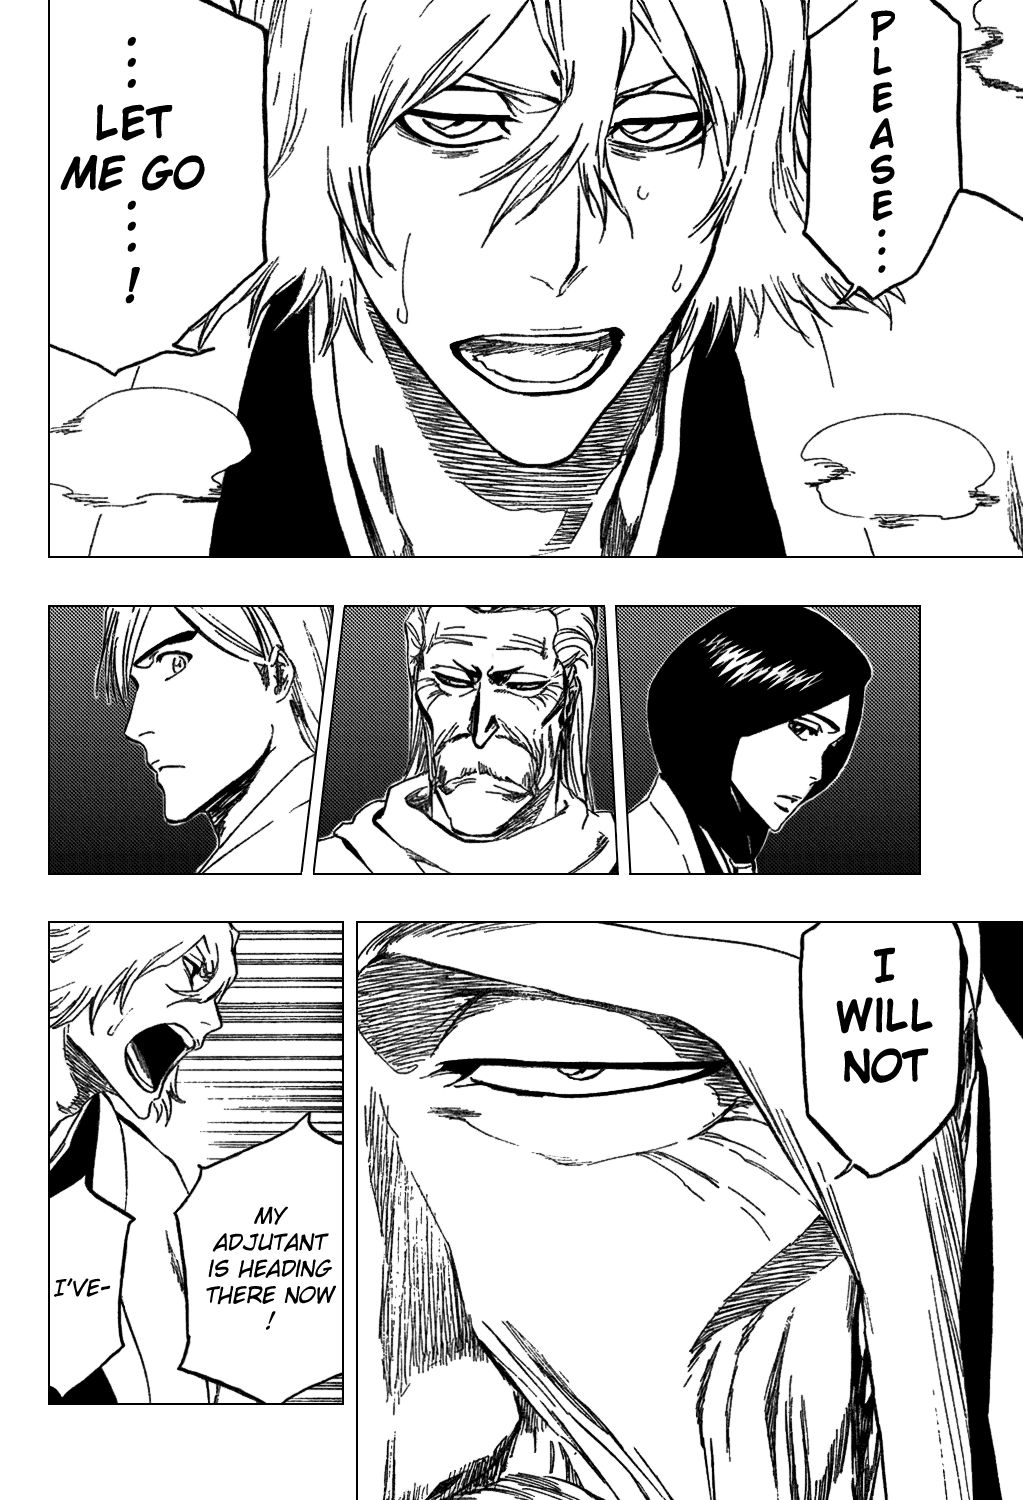 PLEASE...
...
LET
ME GO
...!
I
WILL
NOT
MY
ADJUTANT
IS HEADING
THERE NOW
!
I'VE-